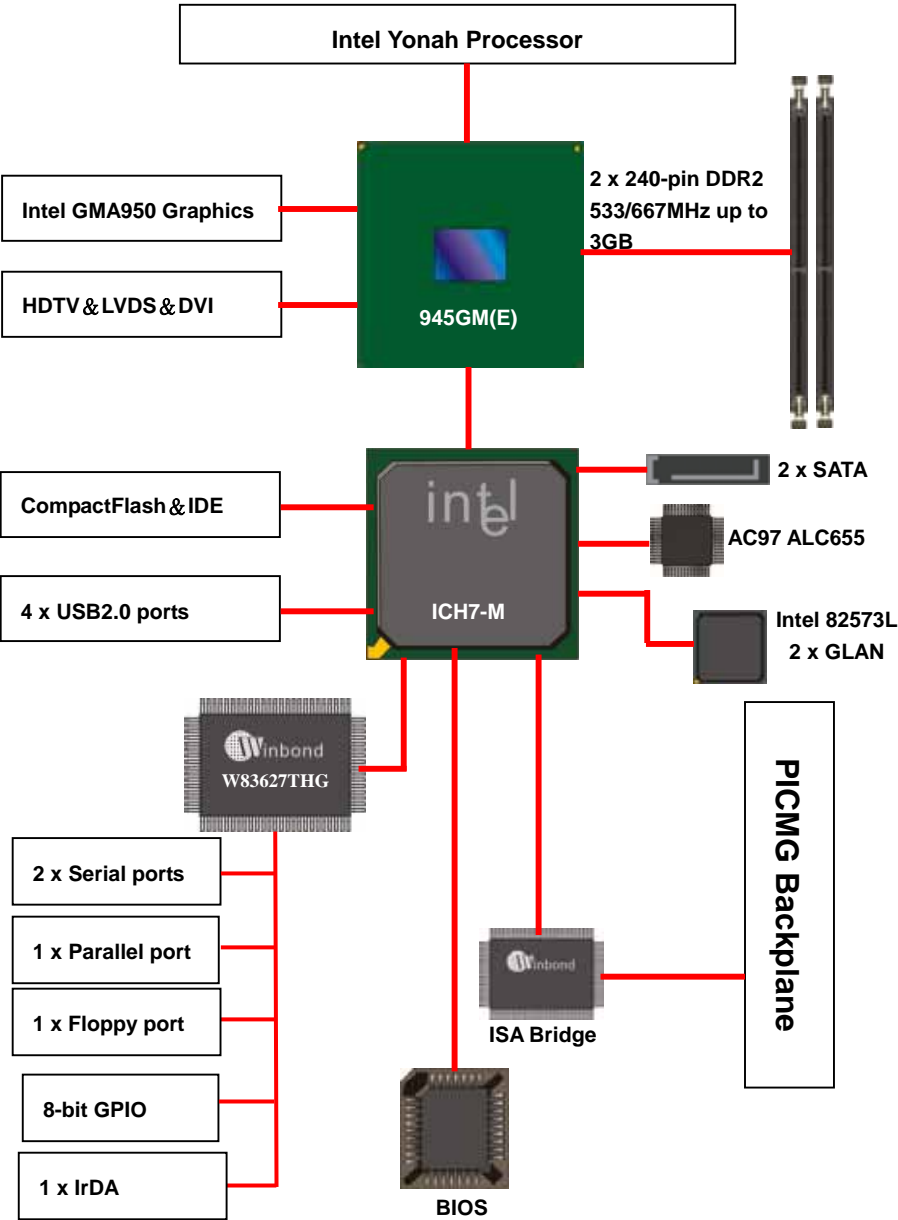 Intel Yonah Processor
2 x 240-pin DDR2
533/667MHz up to
3GB
Intel GMA950 Graphics
HDTV&LVDS&DVI
945GM(E)
intel
ICH7-M
CompactFlash&IDE
4 x USB2.0 ports
2 x SATA
AC97 ALC655
Intel 82573L
2 x GLAN
Winbond
W83627THG
PICMG Backplane
2 x Serial ports
1 x Parallel port
1 x Floppy port
8-bit GPIO
1 x IrDA
Winbond
ISA Bridge
BIOS